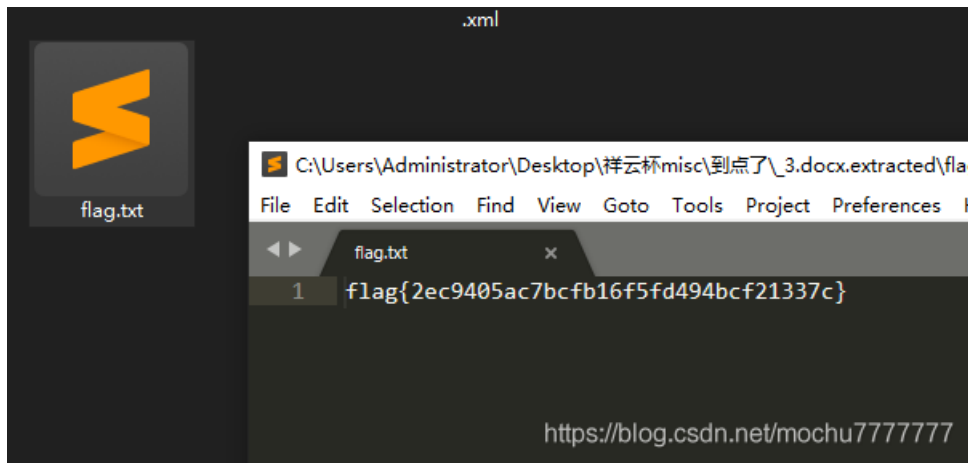 .xml
flag.txt
C:\Users\Administrator\Desktop\祥云杯misc\到点了\_3.docx.extracted\fla
File Edit Selection Find View Goto Tools Project Preferences
flag.txt ×
1 flag{2ec9405ac7bcfb16f5fd494bcf21337c}
https://blog.csdn.net/mochu7777777